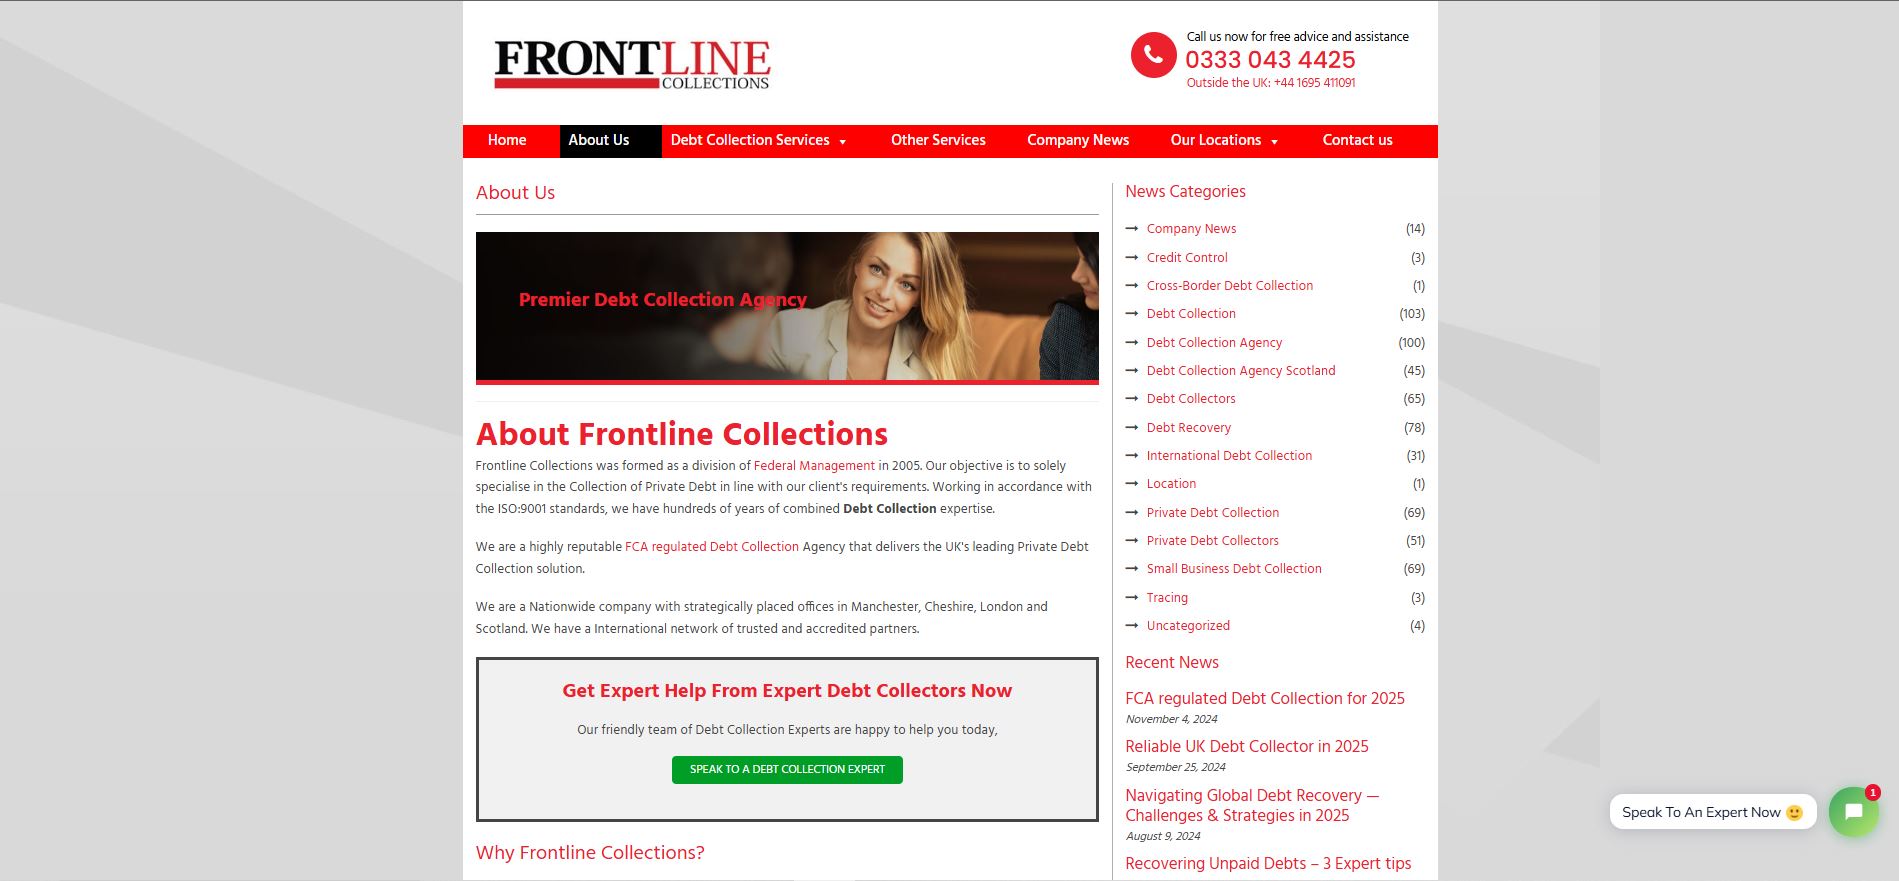 FRONTLINE
COLLECTIONS
Call us now for free advice and assistance
0333 043 4425
Outside the UK: +44 1695 411091
Home About Us Debt Collection Services Other Services Company News Our Locations Contact us
About Us
Premier Debt Collection Agency
About Frontline Collections
Frontline Collections was formed as a division of Federal Management in 2005. Our objective is to solely
specialise in the Collection of Private Debt in line with our client's requirements. Working in accordance with
the ISO:9001 standards, we have hundreds of years of combined Debt Collection expertise.
We are a highly reputable FCA regulated Debt Collection Agency that delivers the UK's leading Private Debt
Collection solution.
We are a Nationwide company with strategically placed offices in Manchester, Cheshire, London and
Scotland. We have a International network of trusted and accredited partners.
Get Expert Help From Expert Debt Collectors Now
Our friendly team of Debt Collection Experts are happy to help you today,
SPEAK TO A DEBT COLLECTION EXPERT
Why Frontline Collections?
News Categories
Company News (14)
Credit Control (3)
Cross-Border Debt Collection (1)
Debt Collection (103)
Debt Collection Agency (100)
Debt Collection Agency Scotland (45)
Debt Collectors (65)
Debt Recovery (78)
International Debt Collection (31)
Location (1)
Private Debt Collection (69)
Private Debt Collectors (51)
Small Business Debt Collection (69)
Tracing (3)
Uncategorized (4)
Recent News
FCA regulated Debt Collection for 2025
November 4, 2024
Reliable UK Debt Collector in 2025
September 25, 2024
Navigating Global Debt Recovery —
Challenges & Strategies in 2025
August 9, 2024
Recovering Unpaid Debts – 3 Expert tips
Speak To An Expert Now 🙂
1